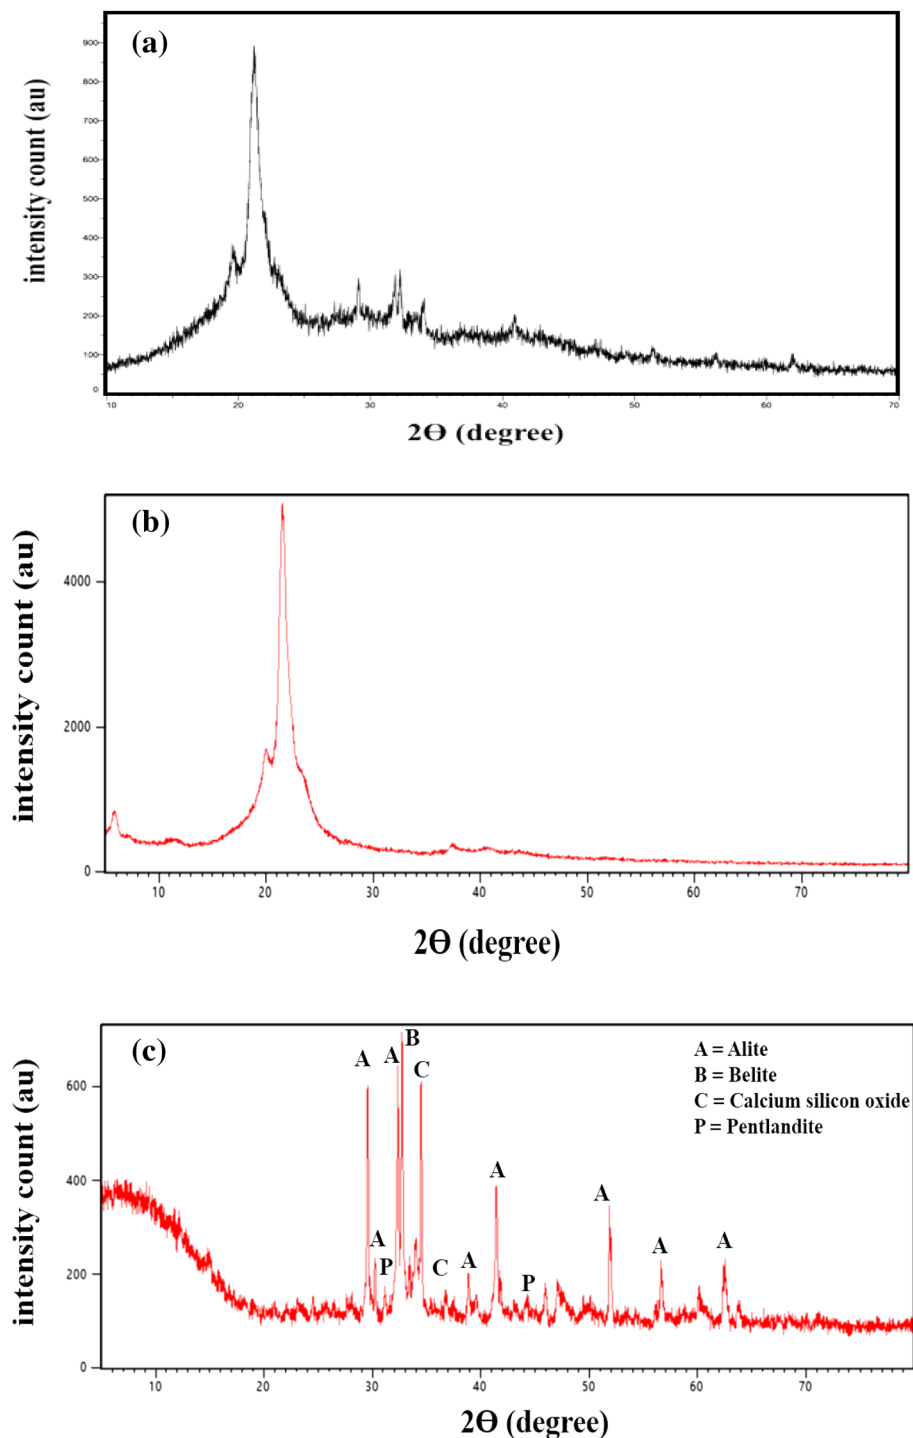 (a)
intensity count (au)
900
800
700
600
500
400
300
200
100
0
10 20 30 40 50 60 70
2ϴ (degree)
(b)
intensity count (au)
4000
2000
0
10 20 30 40 50 60 70
2ϴ (degree)
(c)
intensity count (au)
600
400
200
0
A A B C A P C A A P A A A
A = Alite
B = Belite
C = Calcium silicon oxide
P = Pentlandite
10 20 30 40 50 60 70
2ϴ (degree)